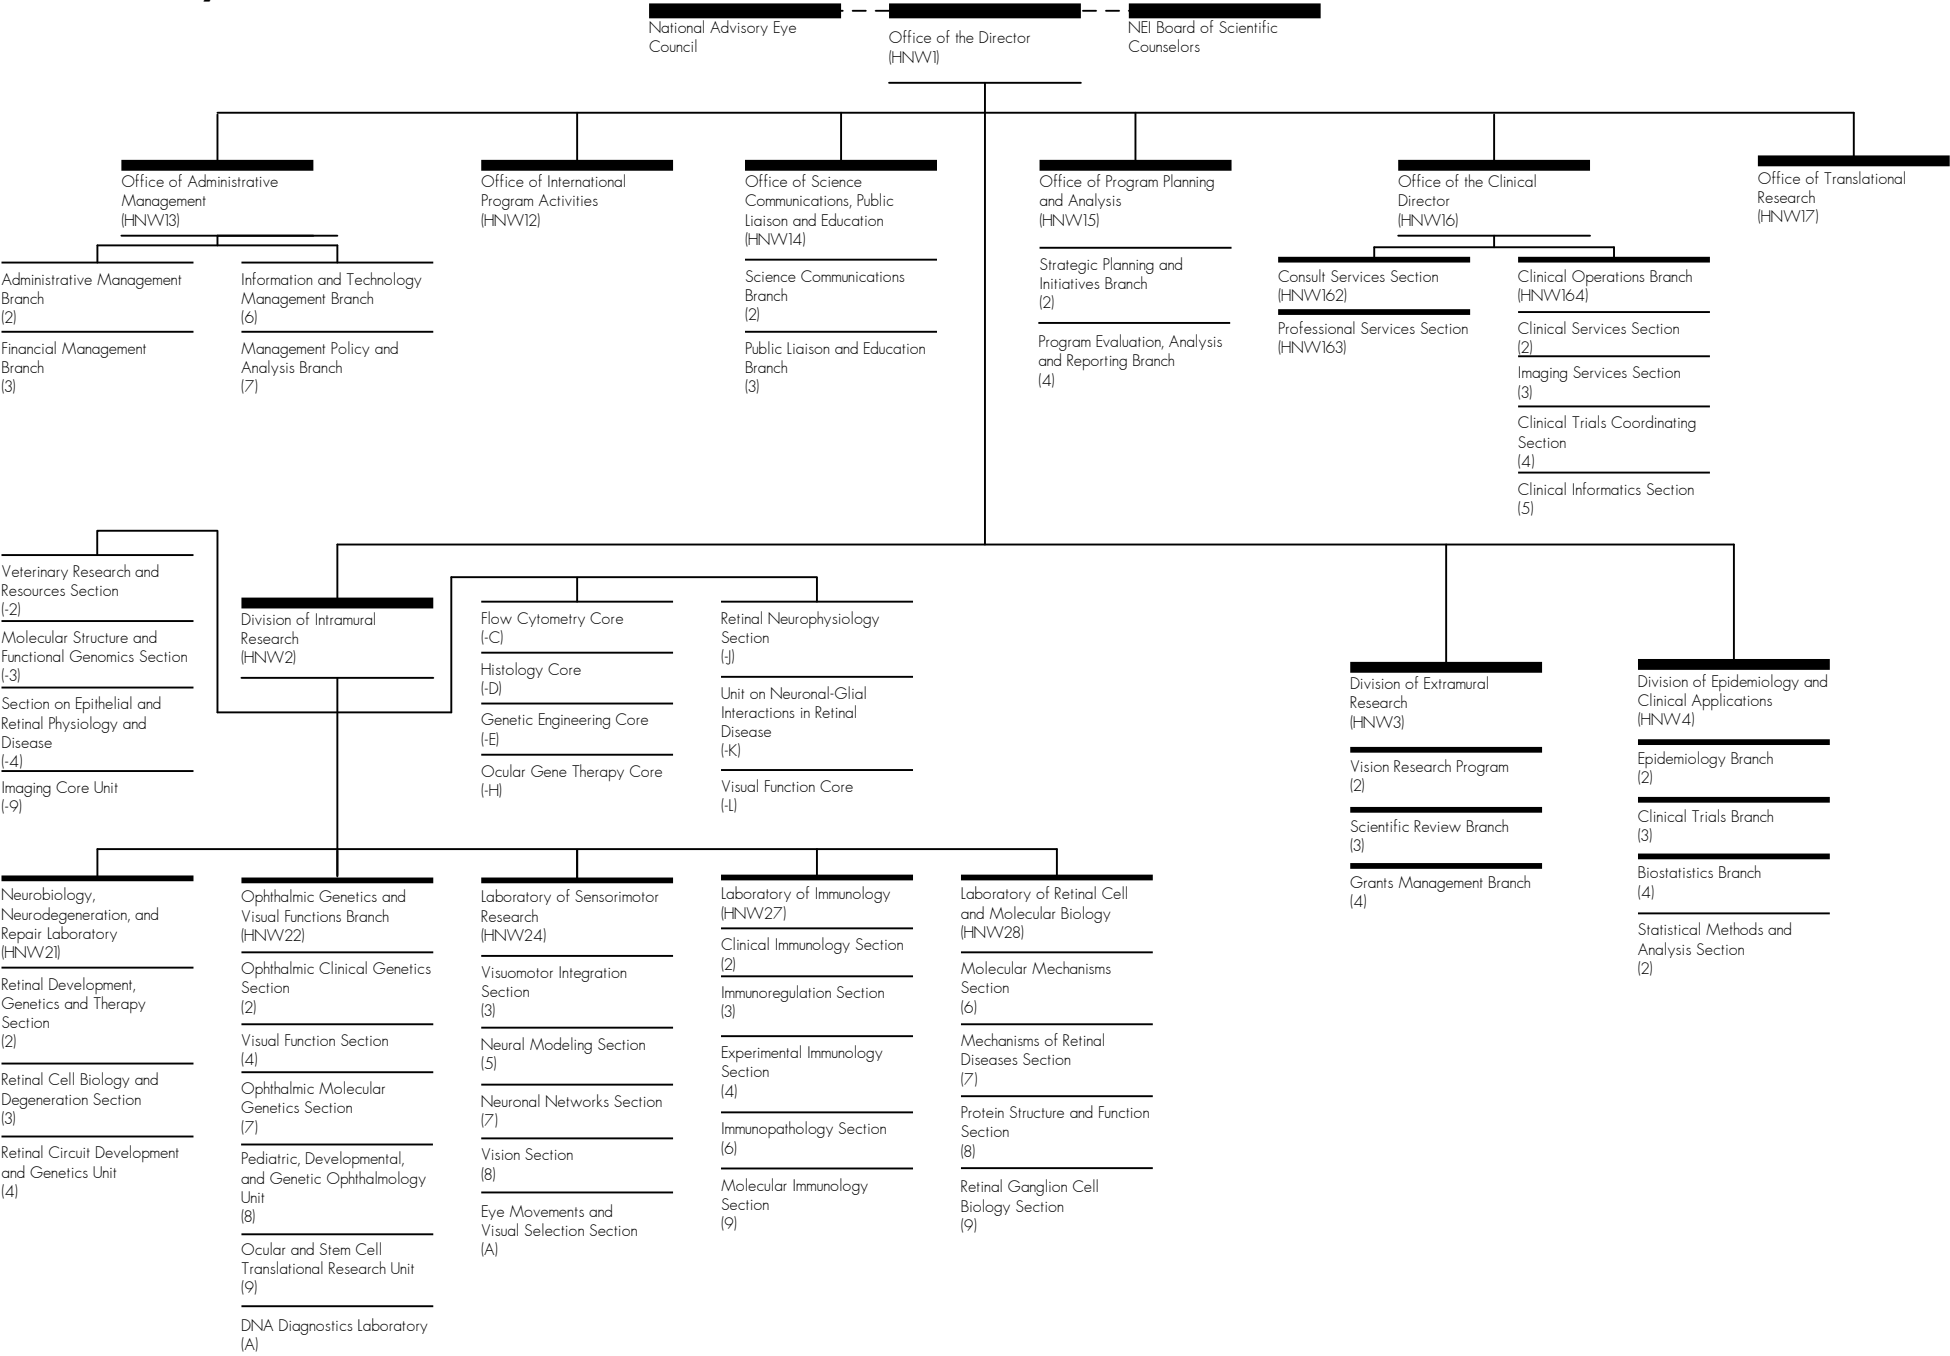 National Advisory Eye
Council
Office of the Director
(HNW1)
NEI Board of Scientific
Counselors
Office of Administrative
Management
(HNW13)
Administrative Management
Branch
(2)
Financial Management
Branch
(3)
Information and Technology
Management Branch
(6)
Management Policy and
Analysis Branch
(7)
Office of International
Program Activities
(HNW12)
Office of Science
Communications, Public
Liaison and Education
(HNW14)
Science Communications
Branch
(2)
Public Liaison and Education
Branch
(3)
Office of Program Planning
and Analysis
(HNW15)
Strategic Planning and
Initiatives Branch
(2)
Program Evaluation, Analysis
and Reporting Branch
(4)
Office of the Clinical
Director
(HNW16)
Consult Services Section
(HNW162)
Professional Services Section
(HNW163)
Clinical Operations Branch
(HNW164)
Clinical Services Section
(2)
Imaging Services Section
(3)
Clinical Trials Coordinating
Section
(4)
Clinical Informatics Section
(5)
Office of Translational
Research
(HNW17)
Veterinary Research and
Resources Section
(-2)
Molecular Structure and
Functional Genomics Section
(-3)
Section on Epithelial and
Retinal Physiology and
Disease
(-4)
Imaging Core Unit
(-9)
Division of Intramural
Research
(HNW2)
Flow Cytometry Core
(-C)
Histology Core
(-D)
Genetic Engineering Core
(-E)
Ocular Gene Therapy Core
(-H)
Retinal Neurophysiology
Section
(-J)
Unit on Neuronal-Glial
Interactions in Retinal
Disease
(-K)
Visual Function Core
(-L)
Division of Extramural
Research
(HNW3)
Vision Research Program
(2)
Scientific Review Branch
(3)
Grants Management Branch
(4)
Division of Epidemiology and
Clinical Applications
(HNW4)
Epidemiology Branch
(2)
Clinical Trials Branch
(3)
Biostatistics Branch
(4)
Statistical Methods and
Analysis Section
(2)
Neurobiology,
Neurodegeneration, and
Repair Laboratory
(HNW21)
Retinal Development,
Genetics and Therapy
Section
(2)
Retinal Cell Biology and
Degeneration Section
(3)
Retinal Circuit Development
and Genetics Unit
(4)
Ophthalmic Genetics and
Visual Functions Branch
(HNW22)
Ophthalmic Clinical Genetics
Section
(2)
Visual Function Section
(4)
Ophthalmic Molecular
Genetics Section
(7)
Pediatric, Developmental,
and Genetic Ophthalmology
Unit
(8)
Ocular and Stem Cell
Translational Research Unit
(9)
DNA Diagnostics Laboratory
(A)
Laboratory of Sensorimotor
Research
(HNW24)
Visuomotor Integration
Section
(3)
Neural Modeling Section
(5)
Neuronal Networks Section
(7)
Vision Section
(8)
Eye Movements and
Visual Selection Section
(A)
Laboratory of Immunology
(HNW27)
Clinical Immunology Section
(2)
Immunoregulation Section
(3)
Experimental Immunology
Section
(4)
Immunopathology Section
(6)
Molecular Immunology
Section
(9)
Laboratory of Retinal Cell
and Molecular Biology
(HNW28)
Molecular Mechanisms
Section
(6)
Mechanisms of Retinal
Diseases Section
(7)
Protein Structure and Function
Section
(8)
Retinal Ganglion Cell
Biology Section
(9)